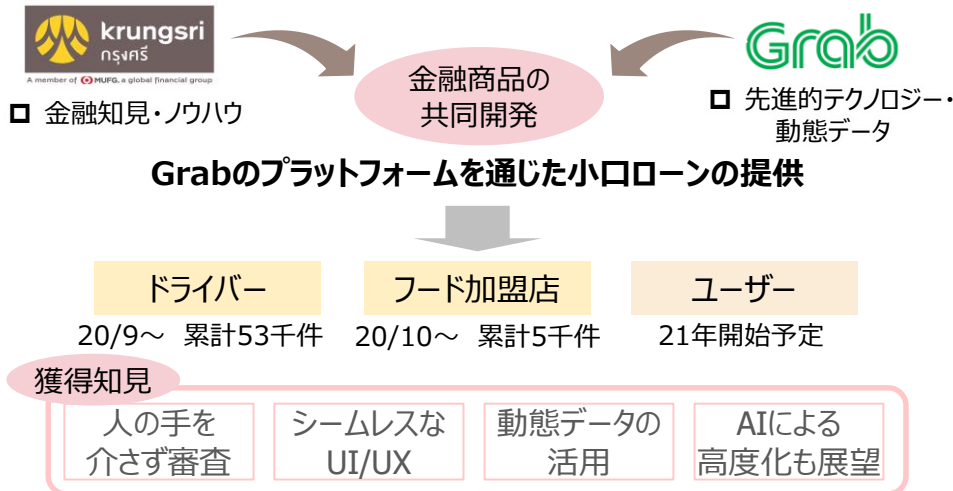 krungsri
กรุงศรี
A member of MUFG, a global financial group
Grab
金融商品の
共同開発
□ 金融知見・ノウハウ
□ 先進的テクノロジー・
動態データ
Grabのプラットフォームを通じた小口ローンの提供
ドライバー
フード加盟店
ユーザー
20/9～ 累計53千件
20/10～ 累計5千件
21年開始予定
獲得知見
人の手を
介さず審査
シームレスな
UI/UX
動態データの
活用
AIによる
高度化も展望